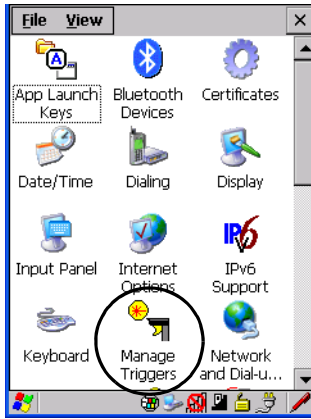 File View
App Launch Keys
Bluetooth Devices
Certificates
Date/Time
Dialing
Display
Input Panel
Internet Options
IPv6 Support
Keyboard
Manage Triggers
Network and Dial-u...